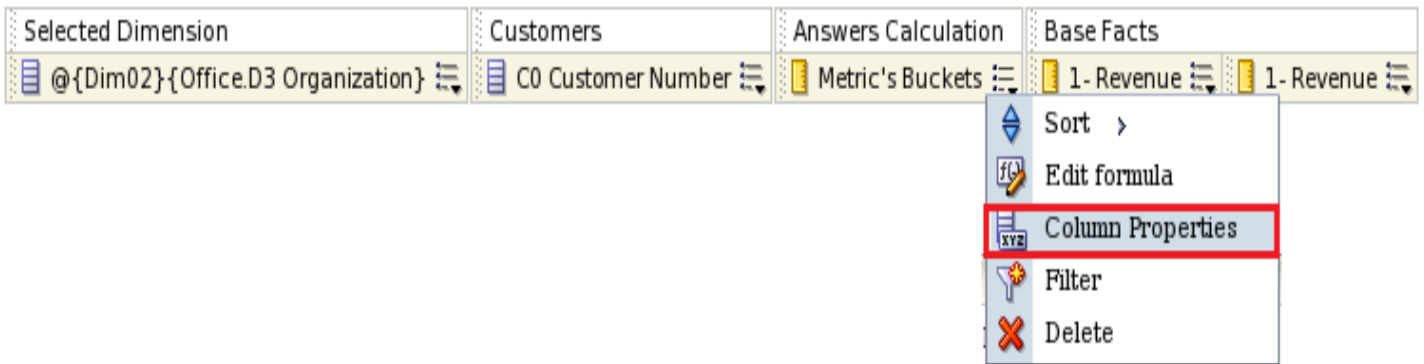 Selected Dimension Customers Answers Calculation Base Facts
@{Dim02}{Office.D3 Organization} C0 Customer Number Metric's Buckets 1- Revenue 1- Revenue
Sort
Edit formula
Column Properties
Filter
Delete